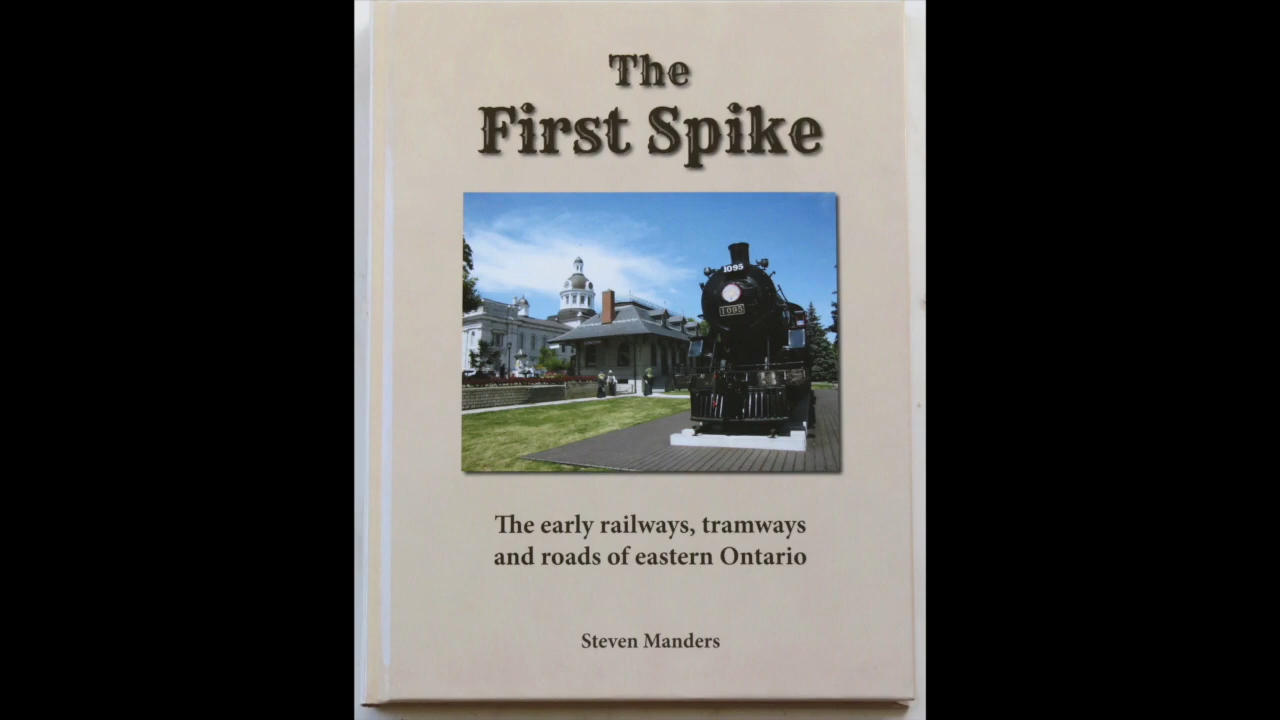 The
First Spike
1095
1095
The early railways, tramways
and roads of eastern Ontario
Steven Manders